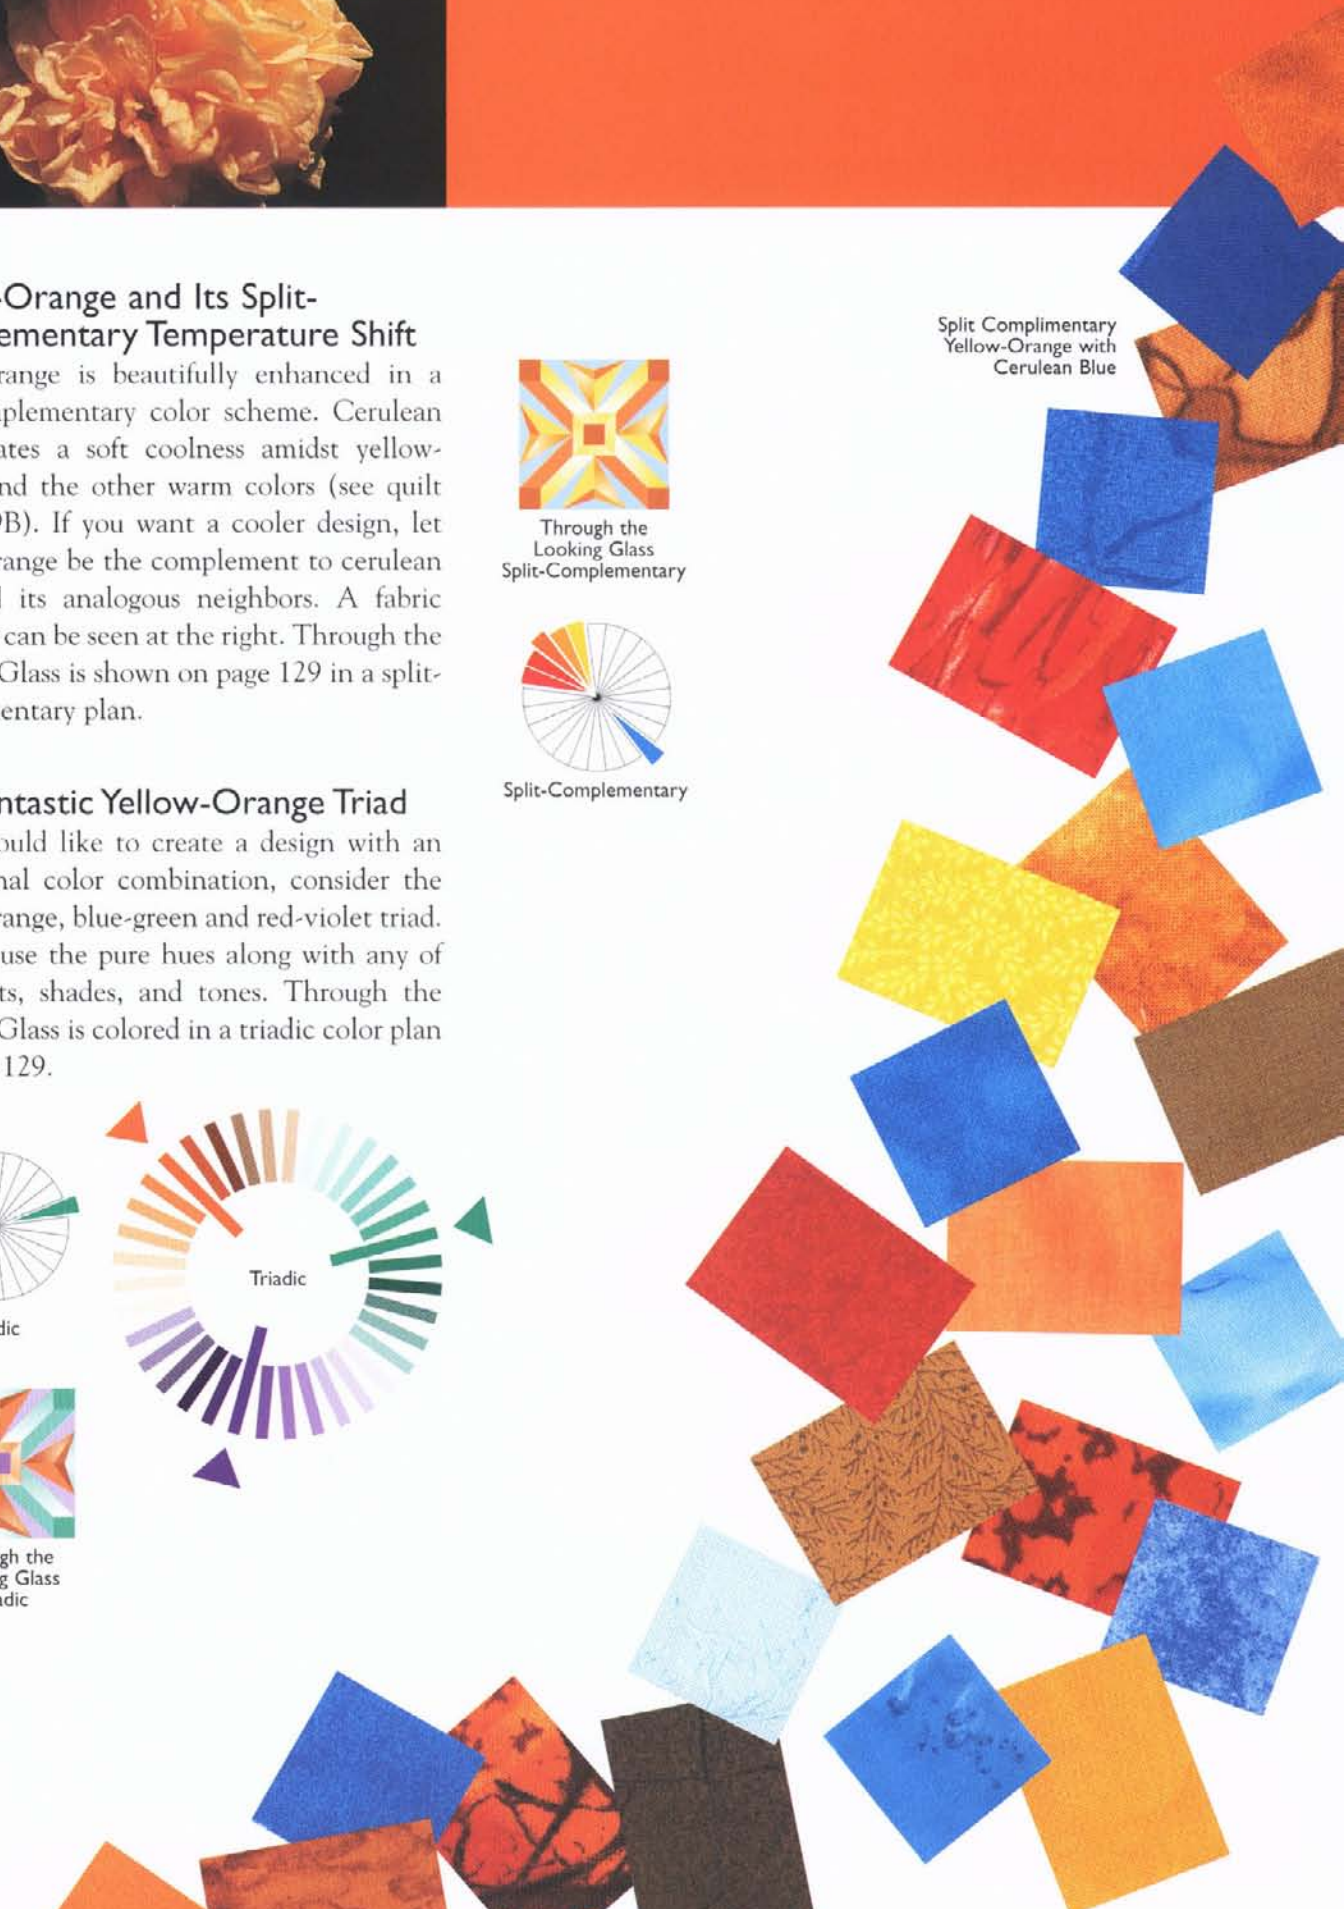 -Orange and Its Split-
ementary Temperature Shift
range is beautifully enhanced in a
plementary color scheme. Cerulean
ates a soft coolness amidst yellow-
nd the other warm colors (see quilt
9B). If you want a cooler design, let
range be the complement to cerulean
l its analogous neighbors. A fabric
can be seen at the right. Through the
Glass is shown on page 129 in a split-
entary plan.
Through the
Looking Glass
Split-Complementary
Split-Complementary
Split Complimentary
Yellow-Orange with
Cerulean Blue
ntastic Yellow-Orange Triad
ould like to create a design with an
nal color combination, consider the
range, blue-green and red-violet triad.
use the pure hues along with any of
ts, shades, and tones. Through the
Glass is colored in a triadic color plan
129.
Triadic
dic
gh the
g Glass
adic